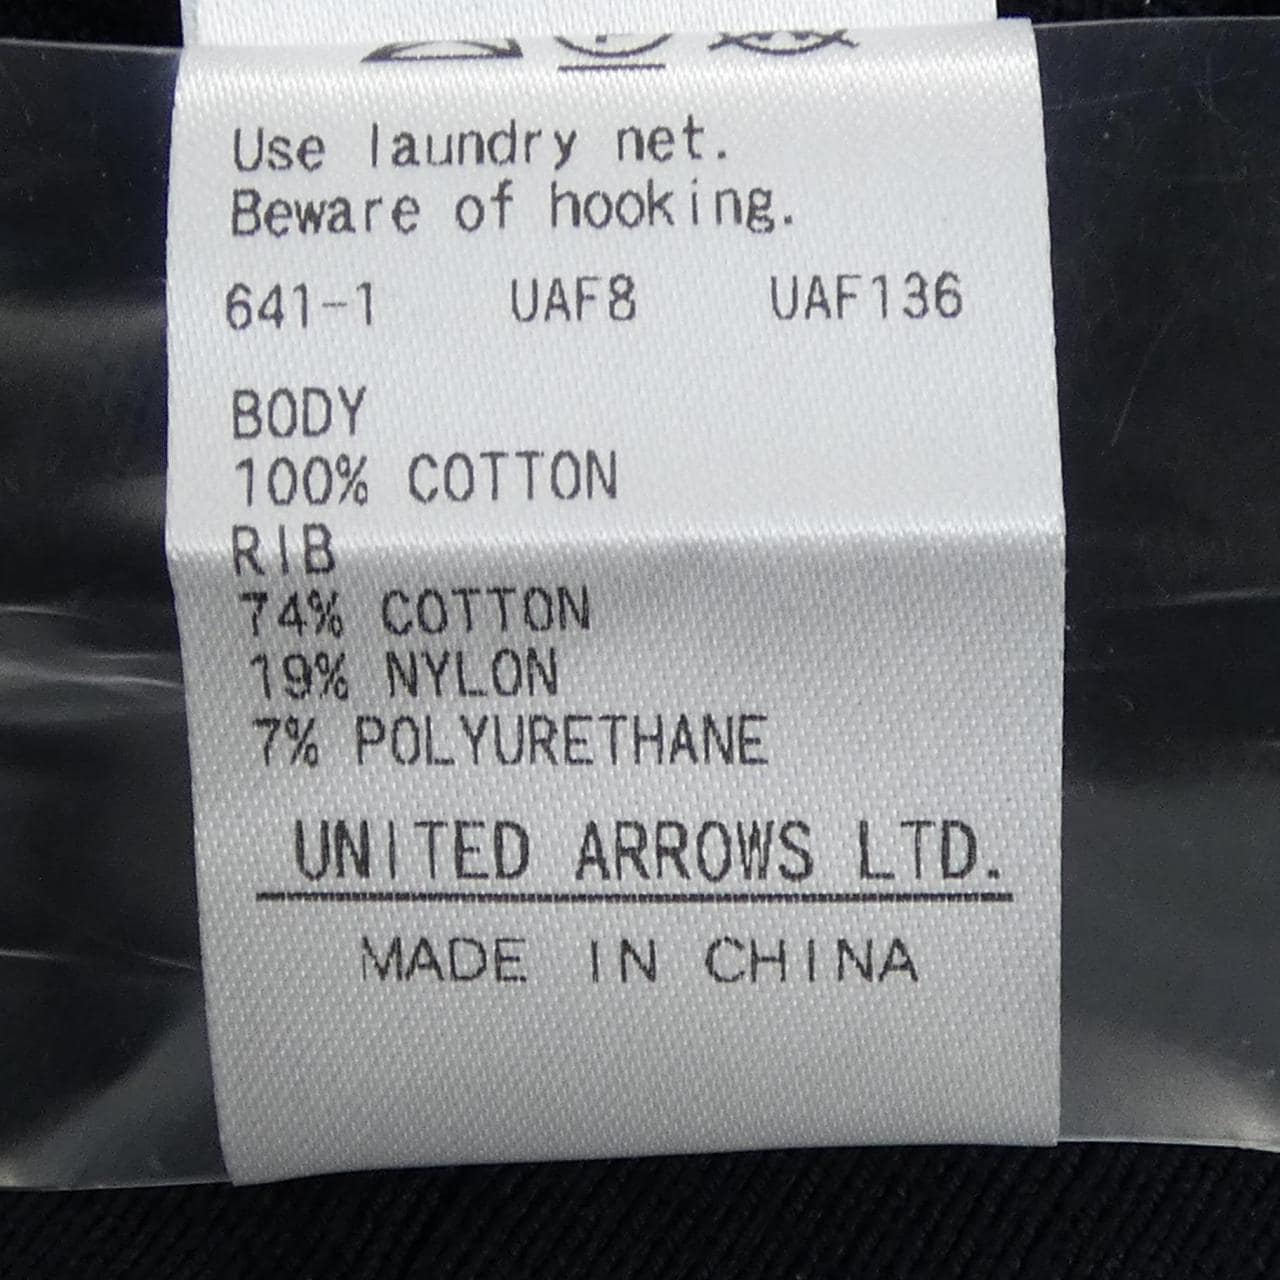 Use laundry net.
Beware of hooking.
641-1 UAF8 UAF136
BODY
100% COTTON
RIB
74% COTTON
19% NYLON
7% POLYURETHANE
UNITED ARROWS LTD.
MADE IN CHINA